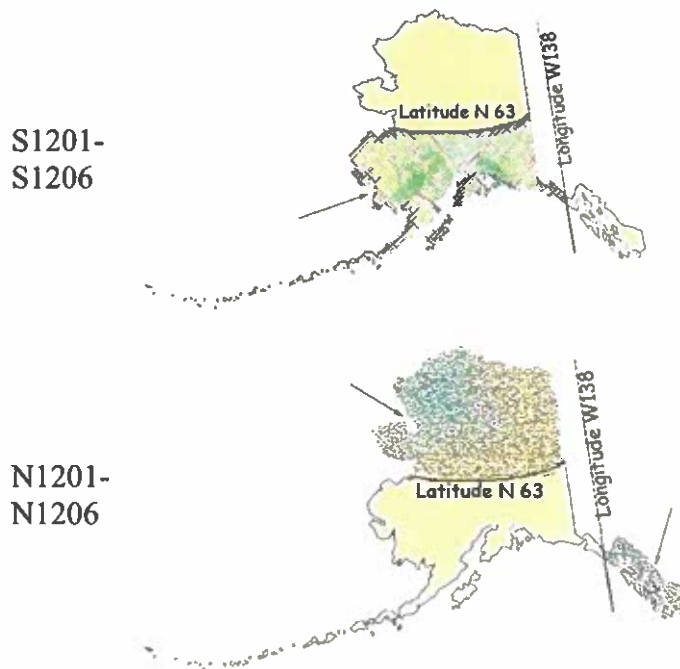 Latitude N 63
Longitude W138
S1201-
S1206
Latitude N 63
Longitude W138
N1201-
N1206